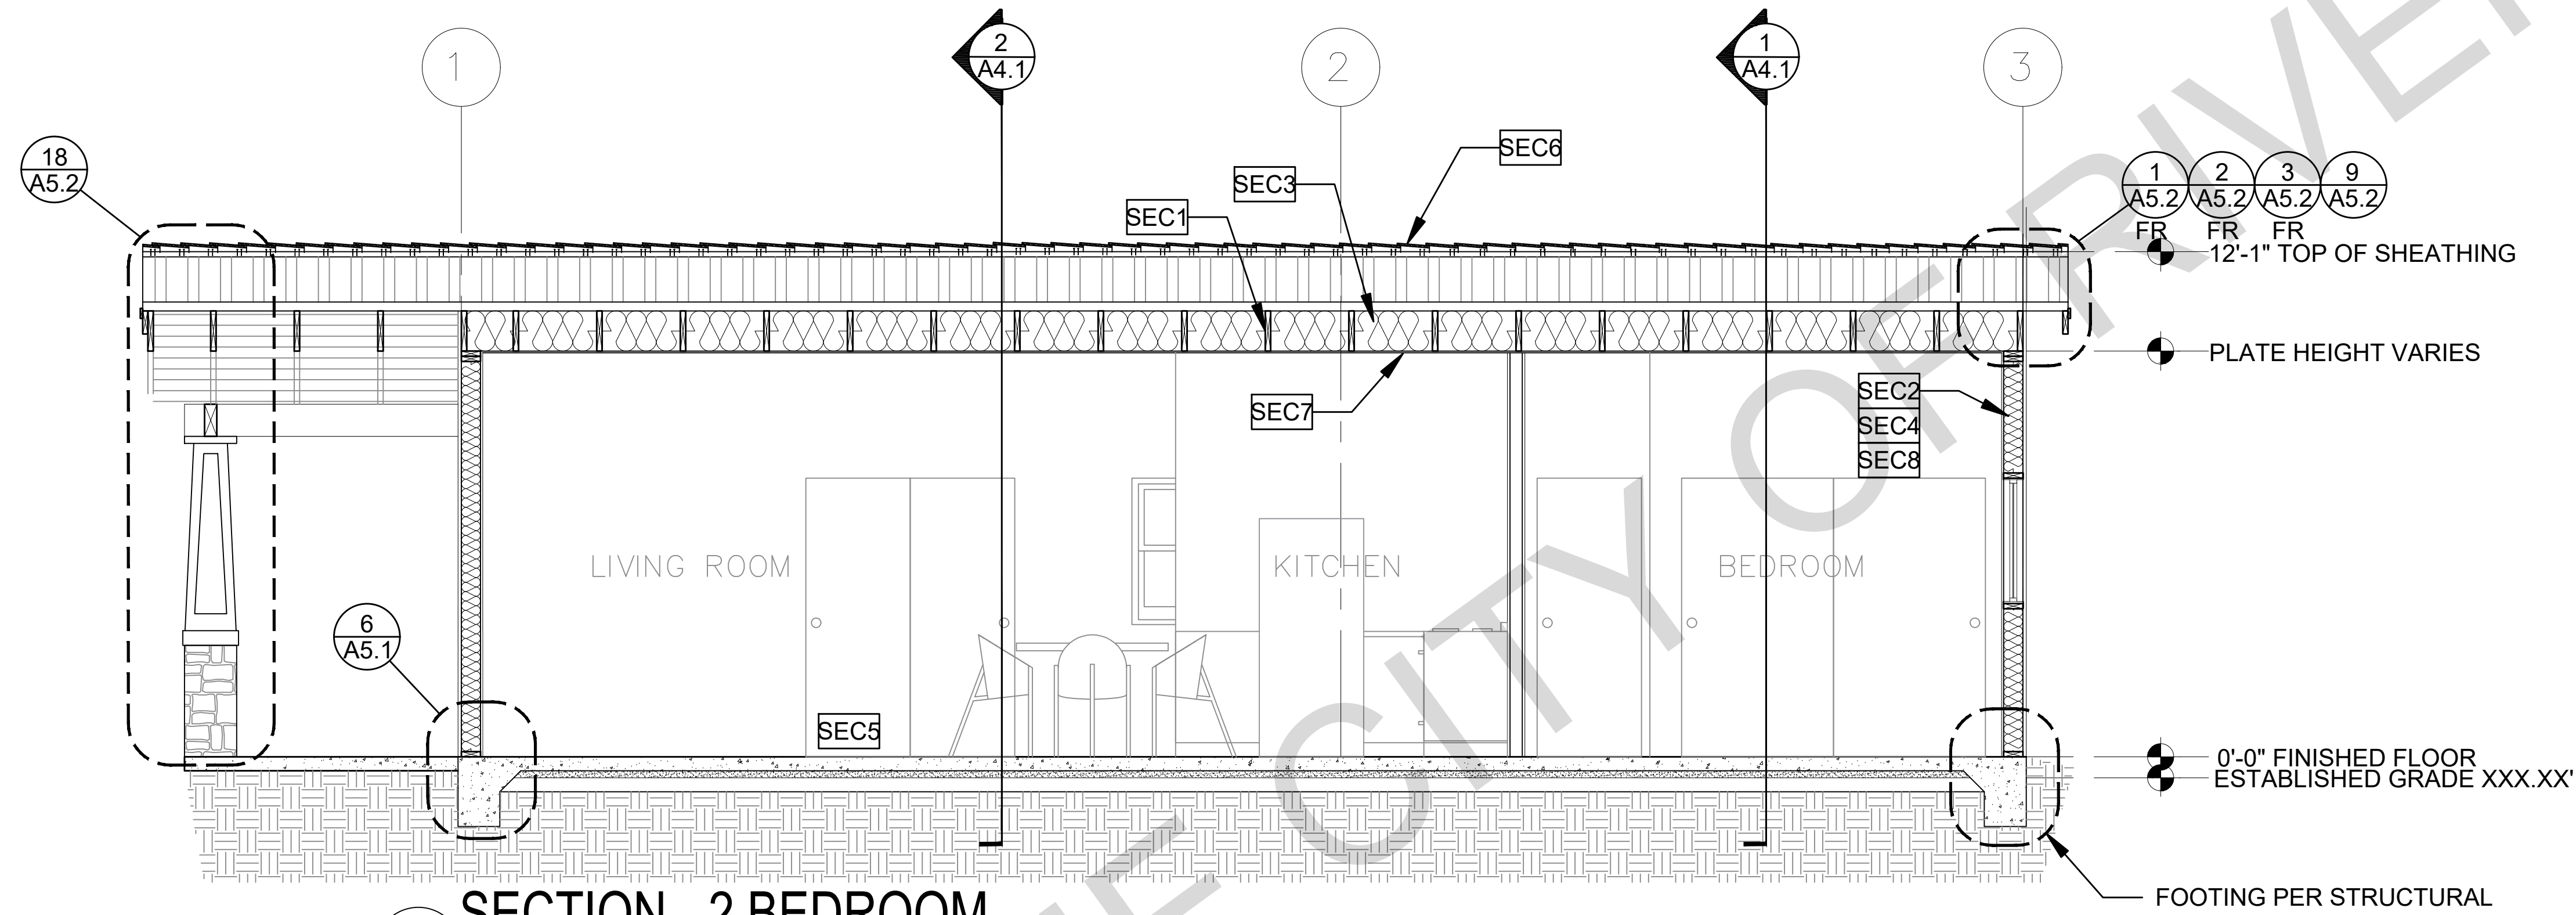 1
2
A4.1
2
1
A4.1
3
18
A5.2
SEC6
SEC3
SEC1
1 2 3 9
A5.2 A5.2 A5.2 A5.2
FR FR FR
12'-1" TOP OF SHEATHING
PLATE HEIGHT VARIES
SEC2
SEC7
SEC4
SEC8
LIVING ROOM
KITCHEN
BEDROOM
6
A5.1
SEC5
0'-0" FINISHED FLOOR
ESTABLISHED GRADE XXX.XX'
FOOTING PER STRUCTURAL
SECTION - 2 BEDROOM
CITY OF